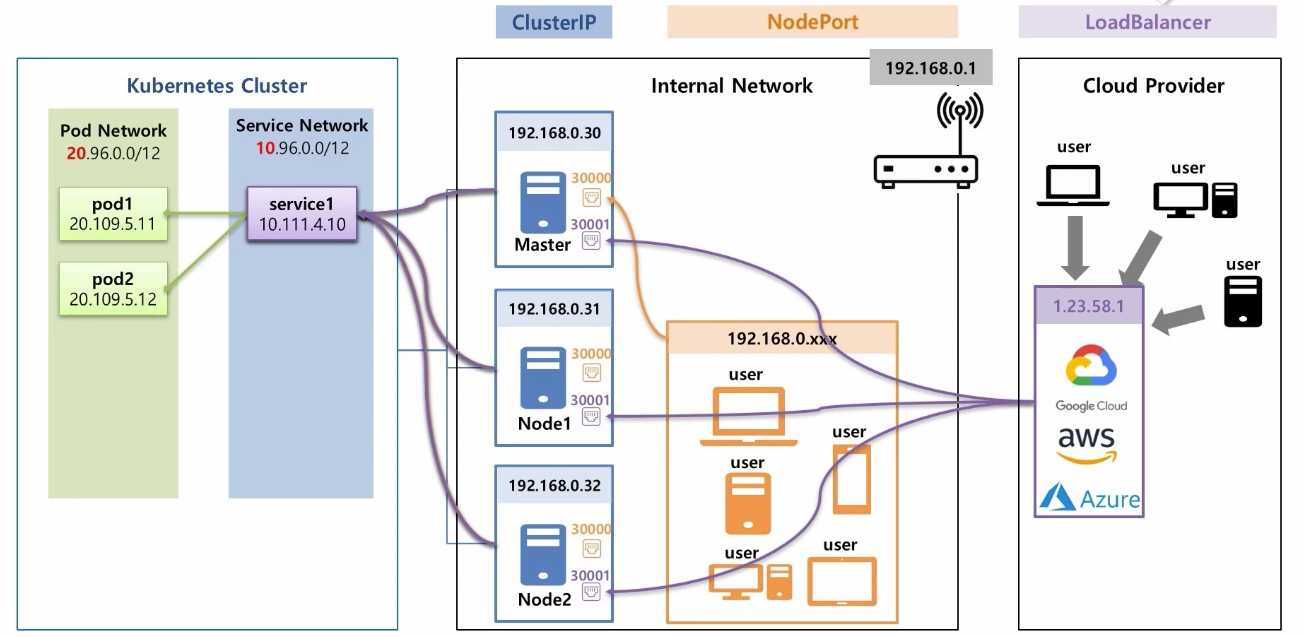 ClusterIP
NodePort
LoadBalancer
Kubernetes Cluster
Pod Network
20.96.0.0/12
pod1
20.109.5.11
pod2
20.109.5.12
Service Network
10.96.0.0/12
service1
10.111.4.10
Internal Network
192.168.0.1
192.168.0.30
30000
30001
Master
192.168.0.31
30000
30001
Node1
192.168.0.32
30000
30001
Node2
192.168.0.xxx
user
user
user
user
user
Cloud Provider
user
user
user
1.23.58.1
Google Cloud
aws
Azure